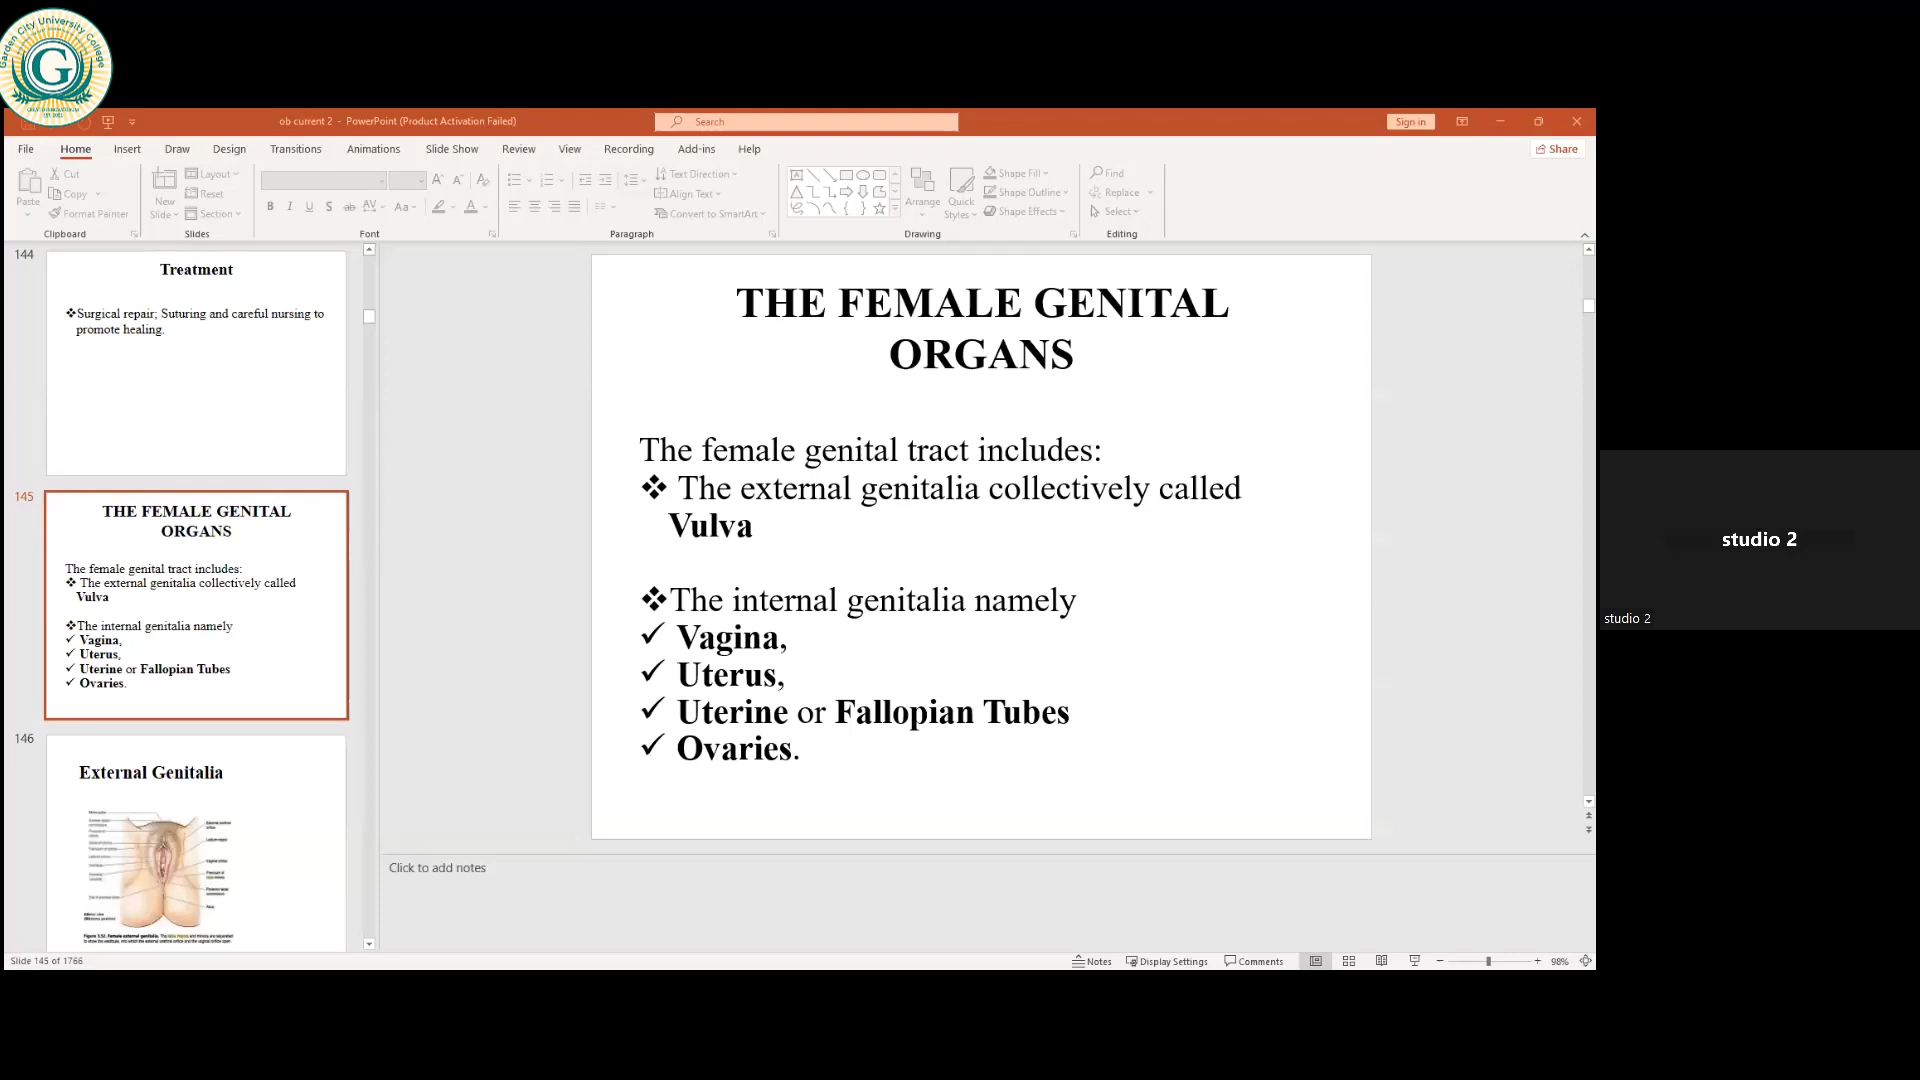 Garden City University College
G
ob current 2 - PowerPoint (Product Activation Failed)
Search
Sign in
File Home Insert Draw Design Transitions Animations Slide Show Review View Recording Add-ins Help
Share
Paste
Cut
Copy
Format Painter
Clipboard
New Slide
Layout
Reset
Section
Slides
Font
Text Direction
Align Text
Convert to SmartArt
Paragraph
Arrange
Quick Styles
Shape Fill
Shape Outline
Shape Effects
Drawing
Find
Replace
Select
Editing
144
Treatment
❖Surgical repair; Suturing and careful nursing to
promote healing.
145
THE FEMALE GENITAL
ORGANS
The female genital tract includes:
❖ The external genitalia collectively called
Vulva
❖The internal genitalia namely
✓ Vagina,
✓ Uterus,
✓ Uterine or Fallopian Tubes
✓ Ovaries.
146
External Genitalia
THE FEMALE GENITAL
ORGANS
The female genital tract includes:
❖ The external genitalia collectively called
Vulva
❖The internal genitalia namely
✓ Vagina,
✓ Uterus,
✓ Uterine or Fallopian Tubes
✓ Ovaries.
Click to add notes
Slide 145 of 1766
Notes Display Settings Comments
98%
studio 2
studio 2